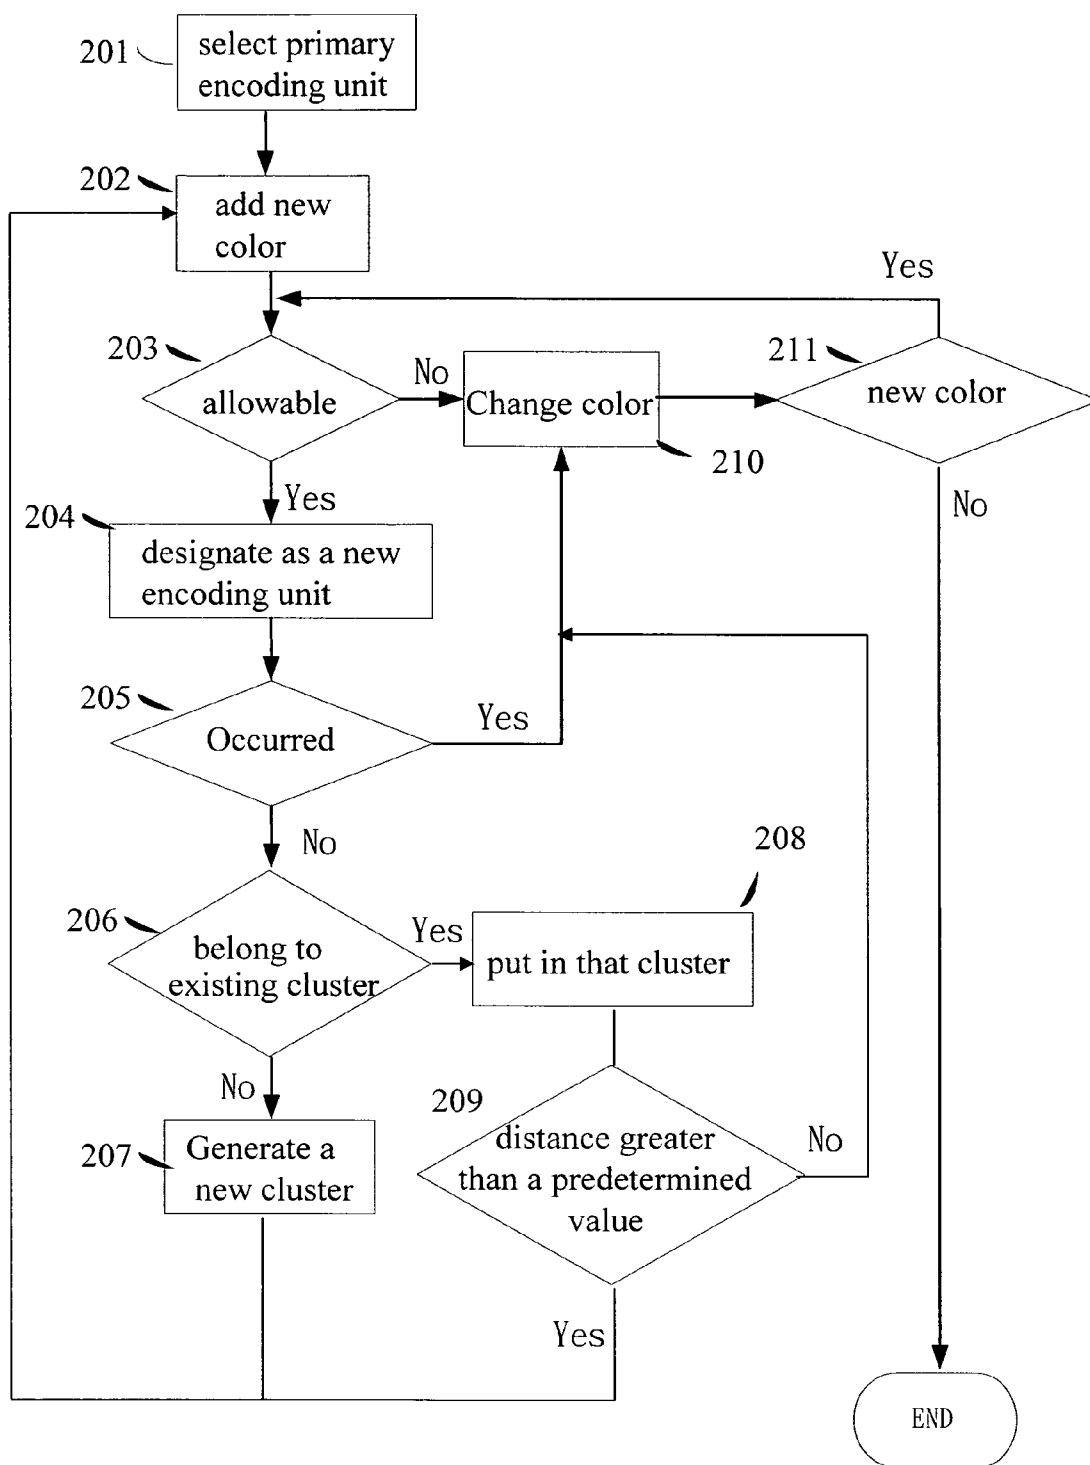 201
select primary
encoding unit
202
add new
color
Yes
203
allowable
No
Change color
210
211
new color
No
Yes
204
designate as a new
encoding unit
205
Occurred
Yes
No
206
belong to
existing cluster
Yes
208
put in that cluster
No
207
Generate a
new cluster
209
distance greater
than a predetermined
value
No
Yes
END